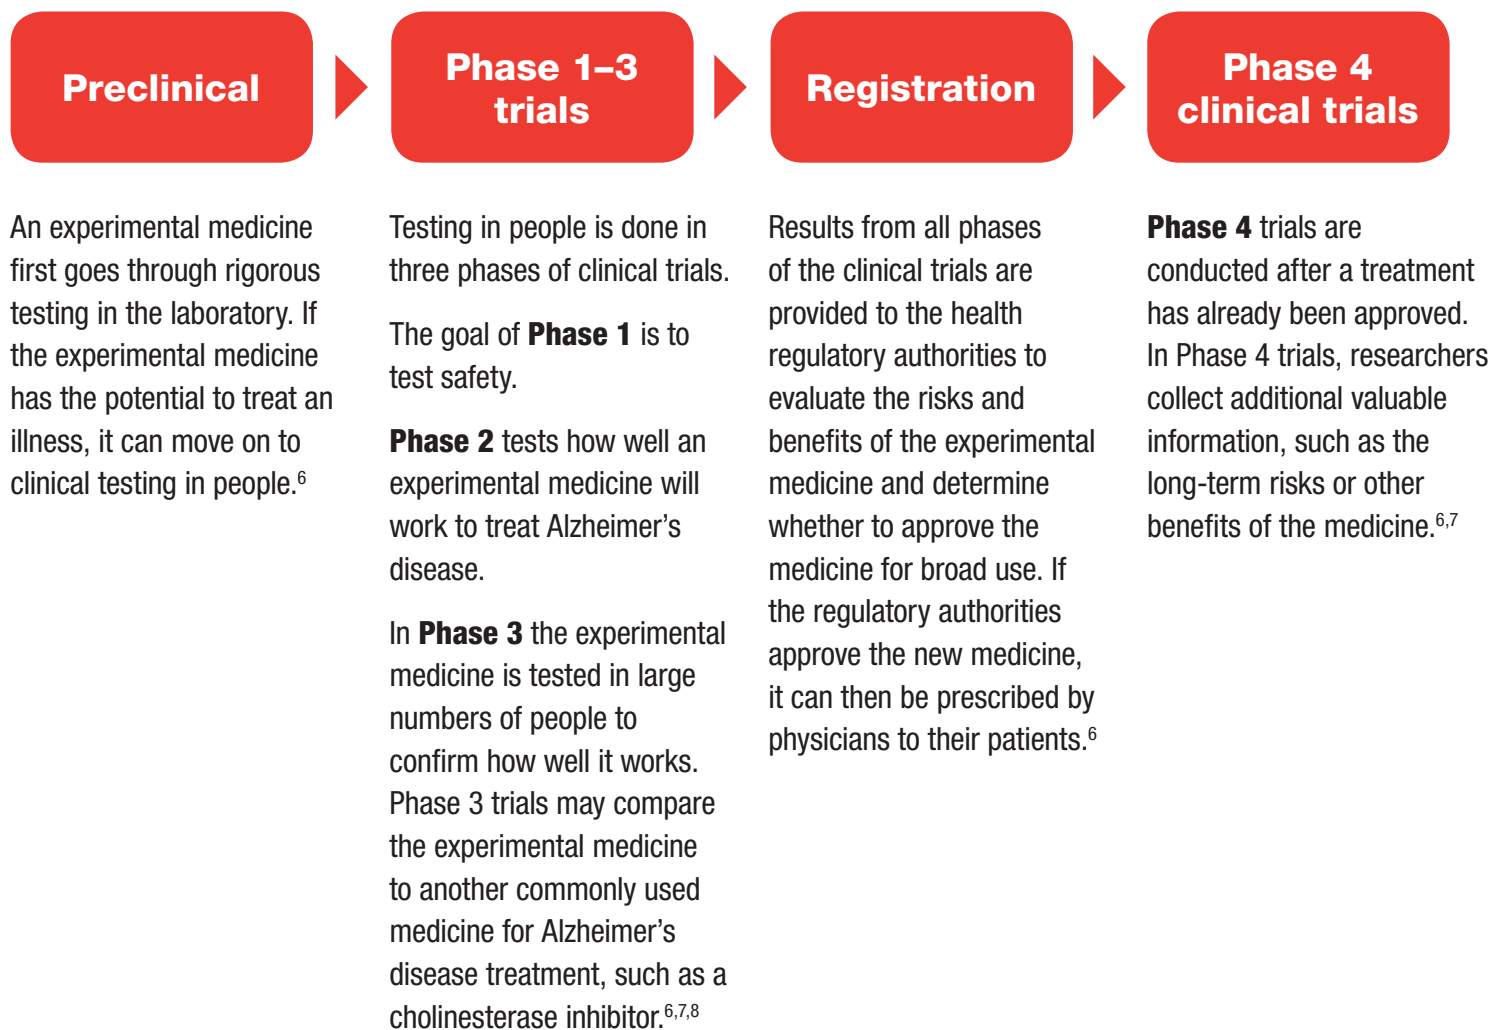 Preclinical
An experimental medicine
first goes through rigorous
testing in the laboratory. If
the experimental medicine
has the potential to treat an
illness, it can move on to
clinical testing in people.6
Phase 1–3
trials
Testing in people is done in
three phases of clinical trials.
The goal of Phase 1 is to
test safety.
Phase 2 tests how well an
experimental medicine will
work to treat Alzheimer’s
disease.
In Phase 3 the experimental
medicine is tested in large
numbers of people to
confirm how well it works.
Phase 3 trials may compare
the experimental medicine
to another commonly used
medicine for Alzheimer’s
disease treatment, such as a
cholinesterase inhibitor.6,7,8
Registration
Results from all phases
of the clinical trials are
provided to the health
regulatory authorities to
evaluate the risks and
benefits of the experimental
medicine and determine
whether to approve the
medicine for broad use. If
the regulatory authorities
approve the new medicine,
it can then be prescribed by
physicians to their patients.6
Phase 4
clinical trials
Phase 4 trials are
conducted after a treatment
has already been approved.
In Phase 4 trials, researchers
collect additional valuable
information, such as the
long-term risks or other
benefits of the medicine.6,7